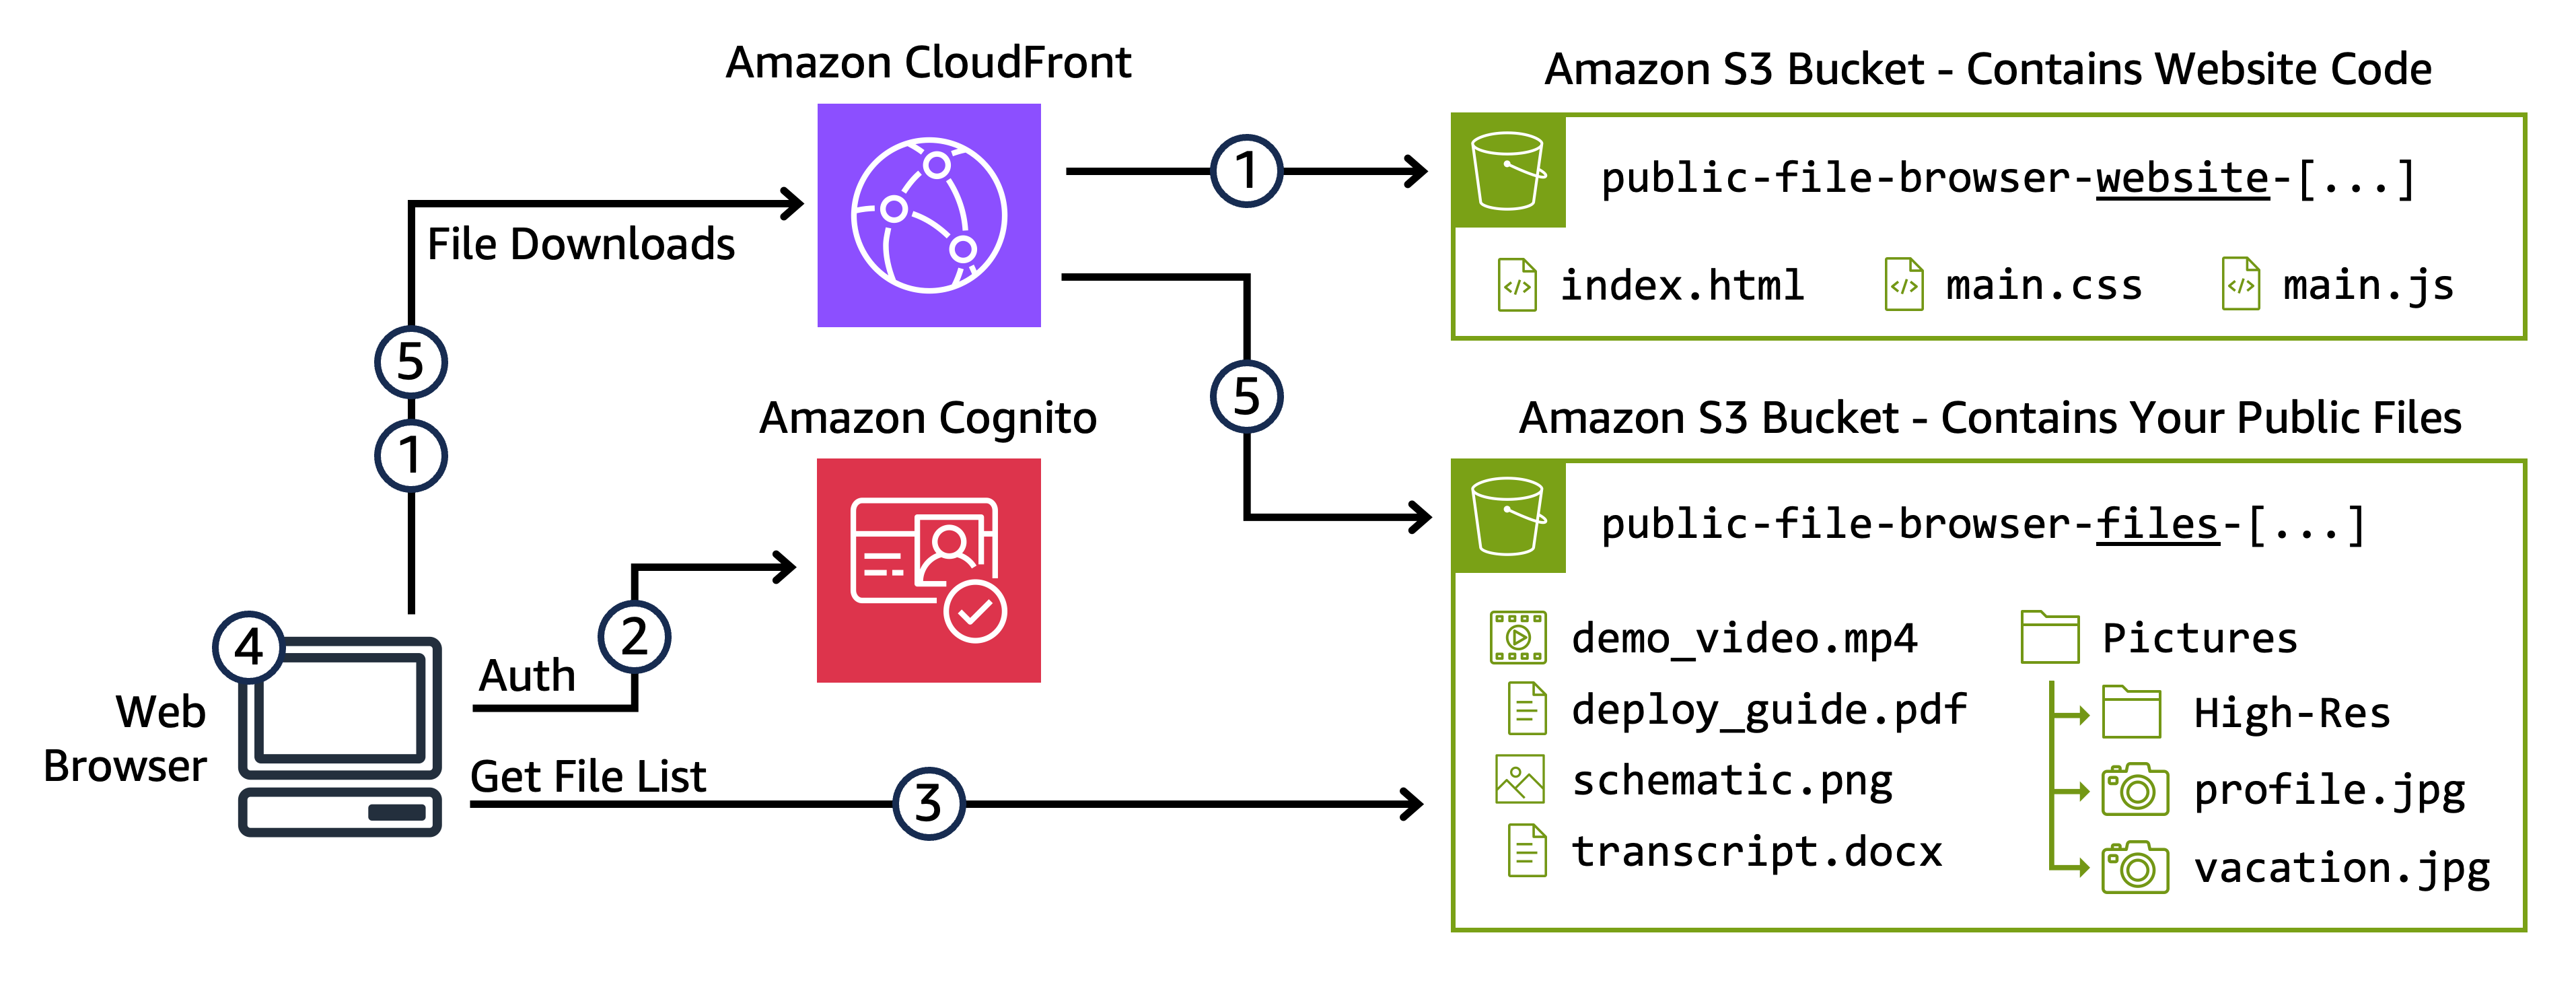 Amazon CloudFront
Amazon S3 Bucket - Contains Website Code
1
public-file-browser-website-[...]
File Downloads
index.html
main.css
main.js
5
1
5
Amazon Cognito
Amazon S3 Bucket - Contains Your Public Files
public-file-browser-files-[...]
4
2
Auth
Web
Browser
Get File List
3
demo_video.mp4
deploy_guide.pdf
schematic.png
transcript.docx
Pictures
High-Res
profile.jpg
vacation.jpg